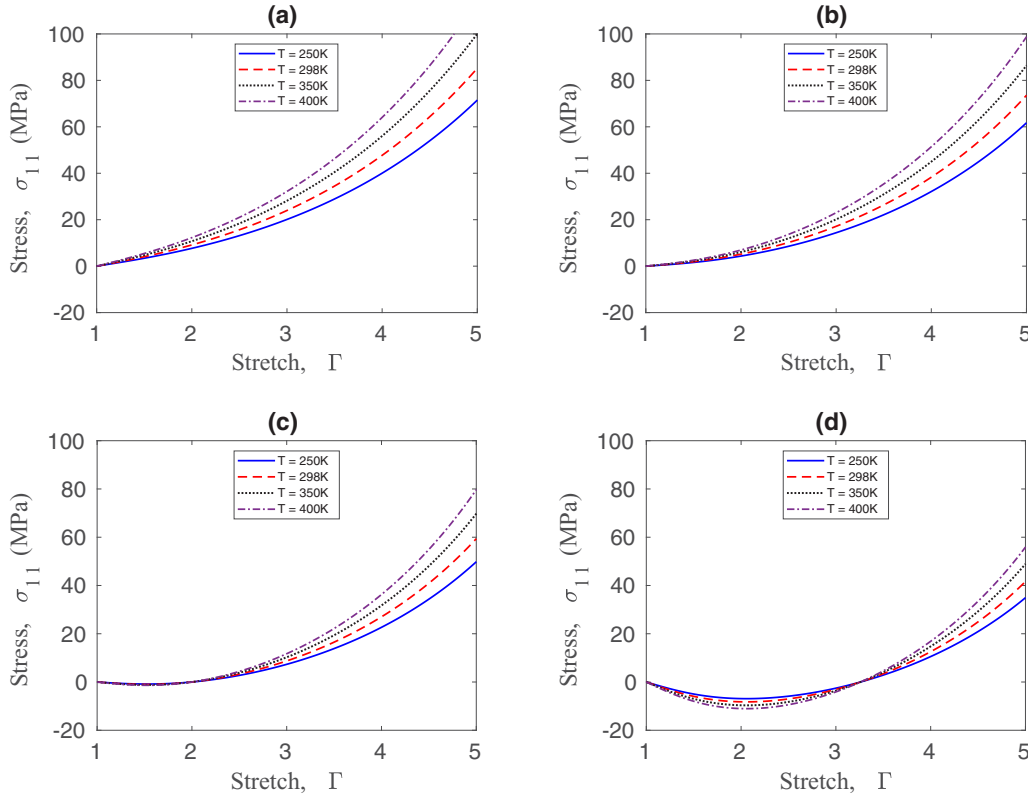 (a)
100
80
60
40
20
0
-20
Stress, σ11 (MPa)
T = 250K
T = 298K
T = 350K
T = 400K
1 2 3 4 5
Stretch, Γ
(b)
100
80
60
40
20
0
-20
Stress, σ11 (MPa)
T = 250K
T = 298K
T = 350K
T = 400K
1 2 3 4 5
Stretch, Γ
(c)
100
80
60
40
20
0
-20
Stress, σ11 (MPa)
T = 250K
T = 298K
T = 350K
T = 400K
1 2 3 4 5
Stretch, Γ
(d)
100
80
60
40
20
0
-20
Stress, σ11 (MPa)
T = 250K
T = 298K
T = 350K
T = 400K
1 2 3 4 5
Stretch, Γ